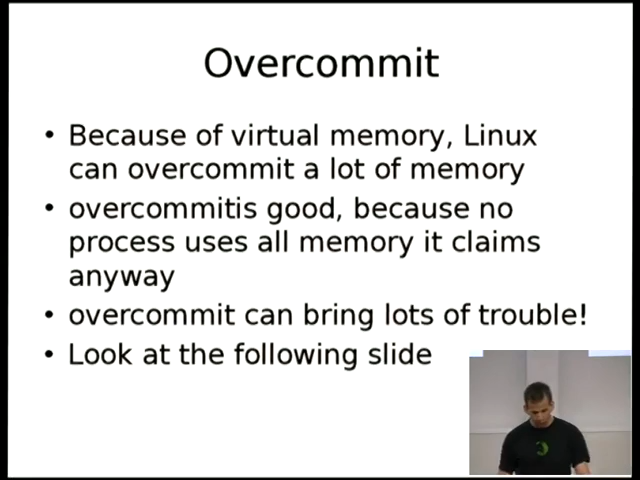 Overcommit
• Because of virtual memory, Linux
can overcommit a lot of memory
• overcommitis good, because no
process uses all memory it claims
anyway
• overcommit can bring lots of trouble!
• Look at the following slide